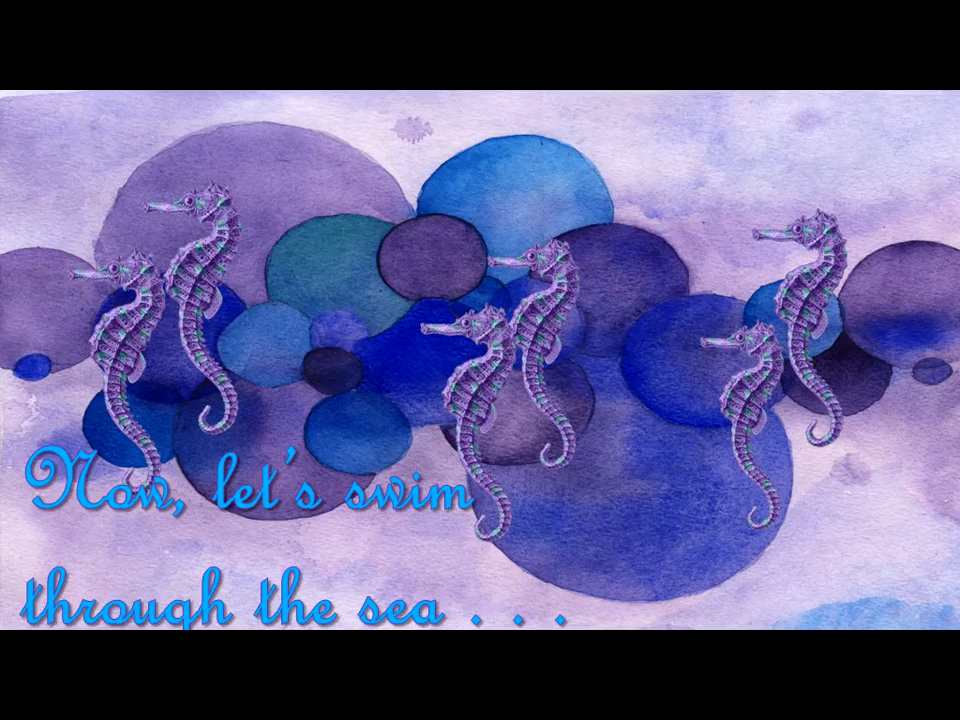 Now, let's swim
through the sea . . .